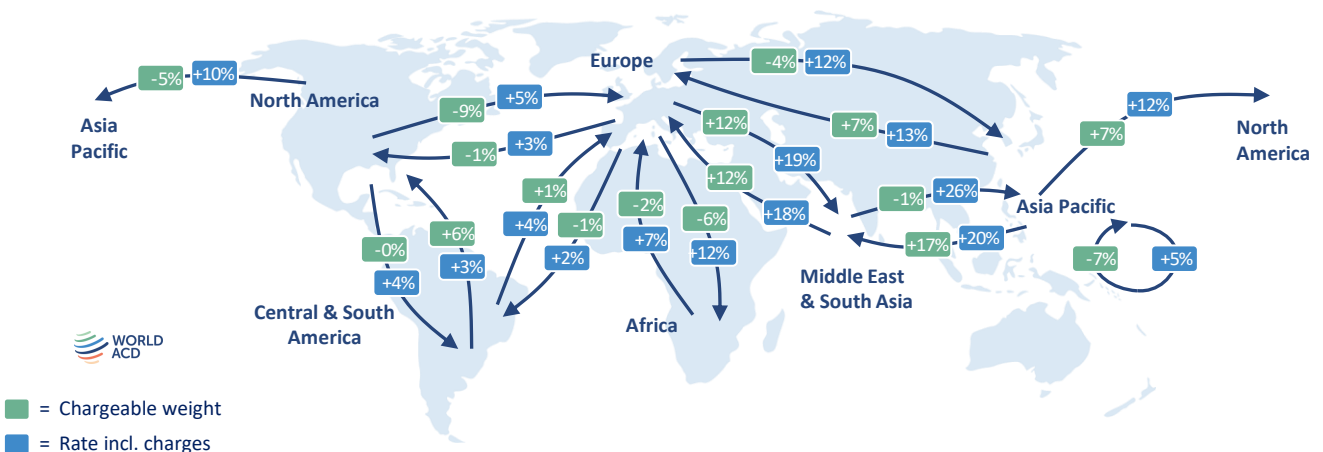 Europe
-4% +12%
-5% +10%
North America
Asia
Pacific
-9% +5%
-1% +3%
+12%
+19%
+7% +13%
+7% +12%
North
America
+12%
+18%
-1% +26%
Asia Pacific
+17% +20%
-7% +5%
Middle East
& South Asia
+1%
+4%
-1%
+2%
-2%
+7%
-6%
+12%
Africa
-0%
+4%
+6%
+3%
Central & South
America
WORLD
ACD
= Chargeable weight
= Rate incl. charges